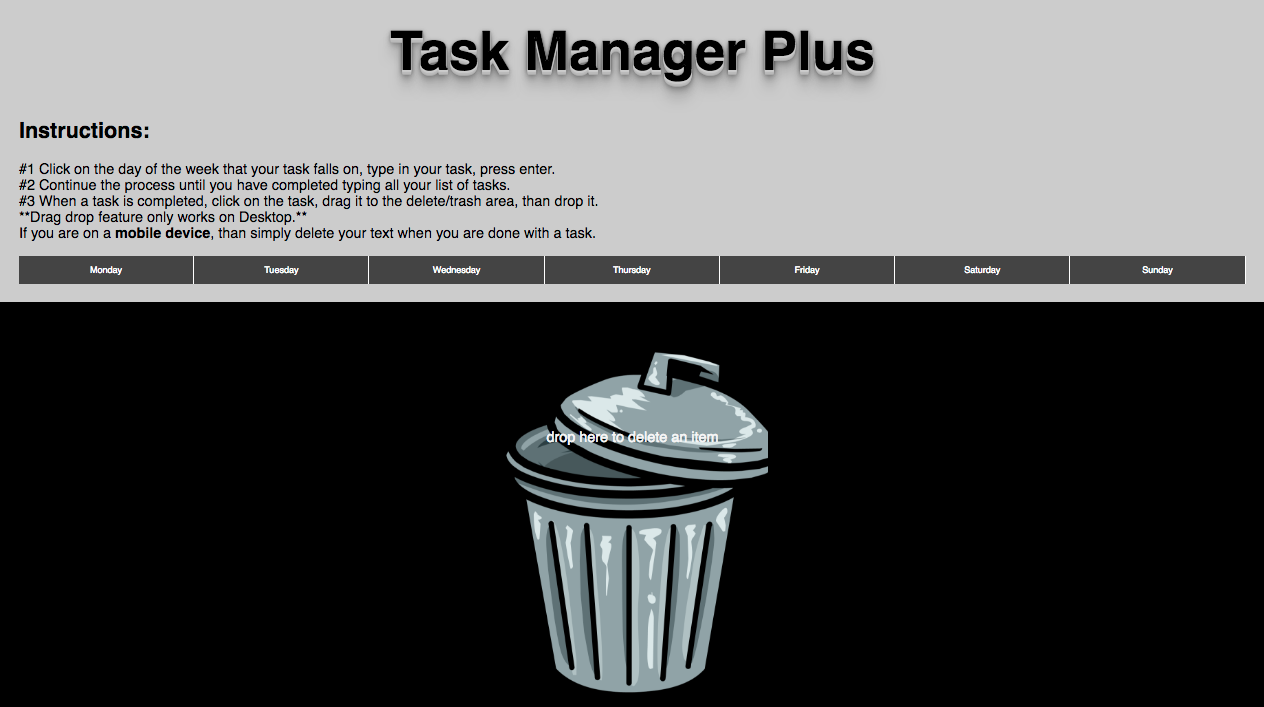 Task Manager Plus
Instructions:
#1 Click on the day of the week that your task falls on, type in your task, press enter.
#2 Continue the process until you have completed typing all your list of tasks.
#3 When a task is completed, click on the task, drag it to the delete/trash area, than drop it.
**Drag drop feature only works on Desktop.**
If you are on a mobile device, than simply delete your text when you are done with a task.
Monday Tuesday Wednesday Thursday Friday Saturday Sunday
drop here to delete an item